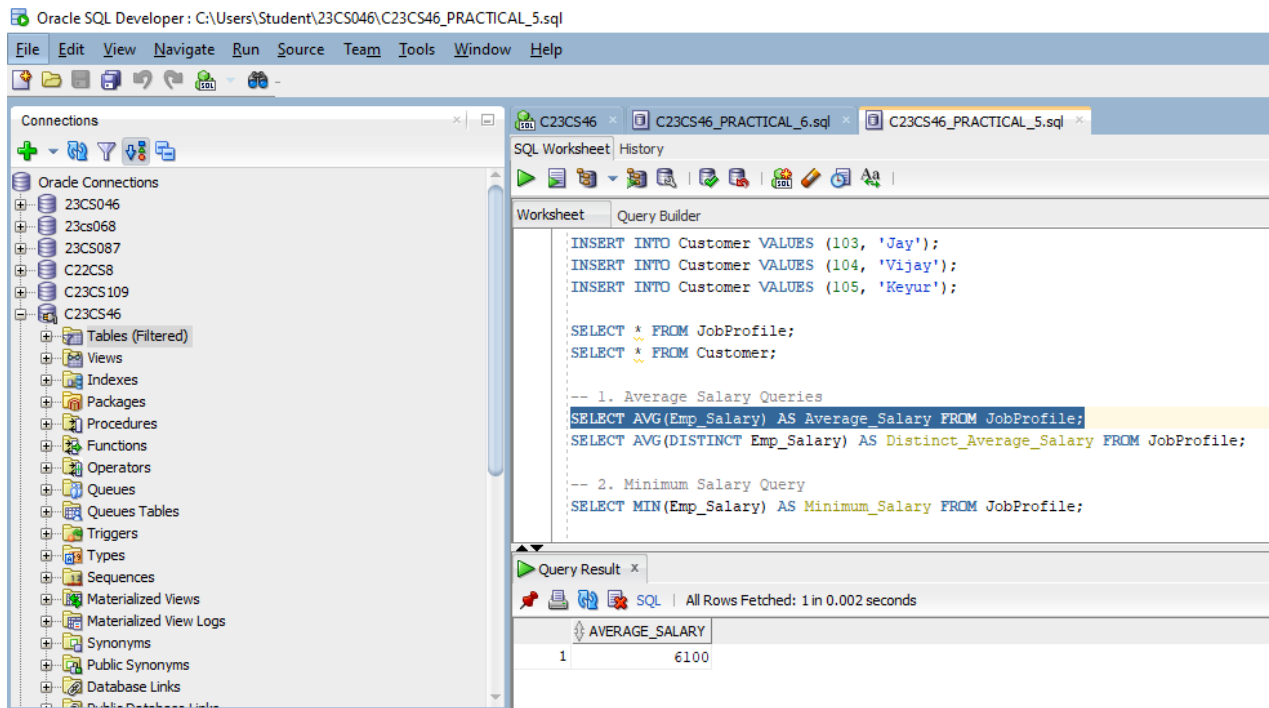 Oracle SQL Developer : C:\Users\Student\23CS046\C23CS46_PRACTICAL_5.sql
File Edit View Navigate Run Source Team Tools Window Help
Connections
Oracle Connections
23CS046
23cs068
23CS087
C22CS8
C23CS109
C23CS46
Tables (Filtered)
Views
Indexes
Packages
Procedures
Functions
Operators
Queues
Queues Tables
Triggers
Types
Sequences
Materialized Views
Materialized View Logs
Synonyms
Public Synonyms
Database Links
Public Database Links
C23CS46 C23CS46_PRACTICAL_6.sql C23CS46_PRACTICAL_5.sql
SQL Worksheet History
Worksheet Query Builder
INSERT INTO Customer VALUES (103, 'Jay');
INSERT INTO Customer VALUES (104, 'Vijay');
INSERT INTO Customer VALUES (105, 'Keyur');
SELECT * FROM JobProfile;
SELECT * FROM Customer;
-- 1. Average Salary Queries
SELECT AVG(Emp_Salary) AS Average_Salary FROM JobProfile;
SELECT AVG(DISTINCT Emp_Salary) AS Distinct_Average_Salary FROM JobProfile;
-- 2. Minimum Salary Query
SELECT MIN(Emp_Salary) AS Minimum_Salary FROM JobProfile;
Query Result
SQL | All Rows Fetched: 1 in 0.002 seconds
AVERAGE_SALARY
1 6100